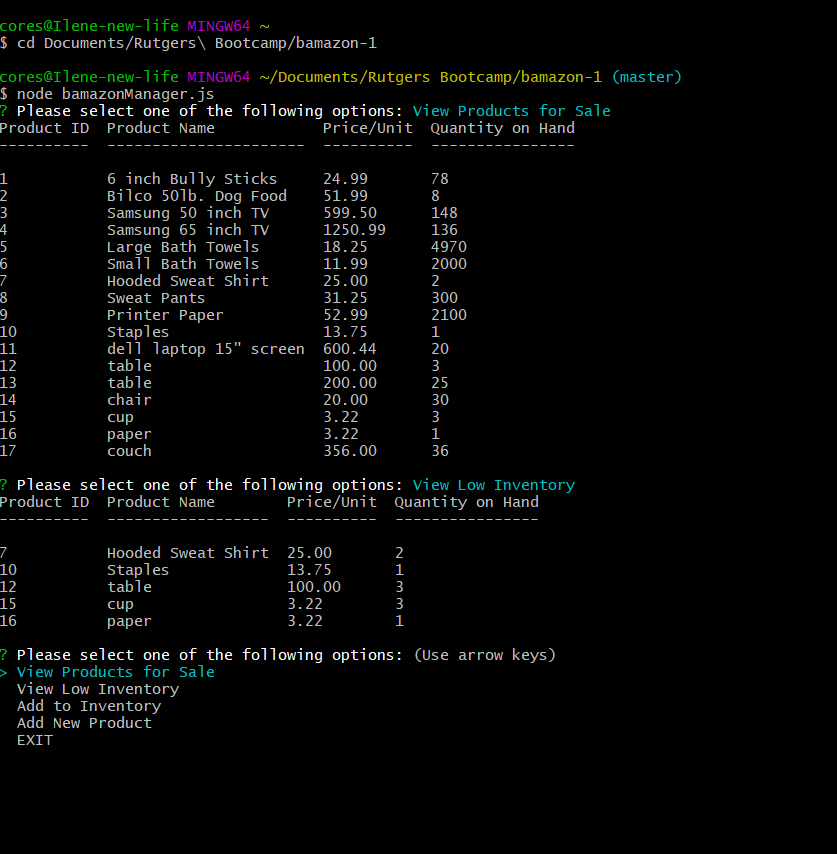 cores@Ilene-new-life MINGW64 ~
$ cd Documents/Rutgers\ Bootcamp/bamazon-1
cores@Ilene-new-life MINGW64 ~/Documents/Rutgers Bootcamp/bamazon-1 (master)
$ node bamazonManager.js
? Please select one of the following options: View Products for Sale
Product ID  Product Name            Price/Unit  Quantity on Hand
----------  ----------------------  ----------  ----------------
1           6 inch Bully Sticks     24.99       78
2           Bilco 50lb. Dog Food    51.99       8
3           Samsung 50 inch TV      599.50      148
4           Samsung 65 inch TV      1250.99     136
5           Large Bath Towels       18.25       4970
6           Small Bath Towels       11.99       2000
7           Hooded Sweat Shirt      25.00       2
8           Sweat Pants             31.25       300
9           Printer Paper           52.99       2100
10          Staples                 13.75       1
11          dell laptop 15" screen  600.44      20
12          table                   100.00      3
13          table                   200.00      25
14          chair                   20.00       30
15          cup                     3.22        3
16          paper                   3.22        1
17          couch                   356.00      36
? Please select one of the following options: View Low Inventory
Product ID  Product Name        Price/Unit  Quantity on Hand
----------  ------------------  ----------  ----------------
7           Hooded Sweat Shirt  25.00       2
10          Staples             13.75       1
12          table               100.00      3
15          cup                 3.22        3
16          paper               3.22        1
? Please select one of the following options: (Use arrow keys)
> View Products for Sale
  View Low Inventory
  Add to Inventory
  Add New Product
  EXIT